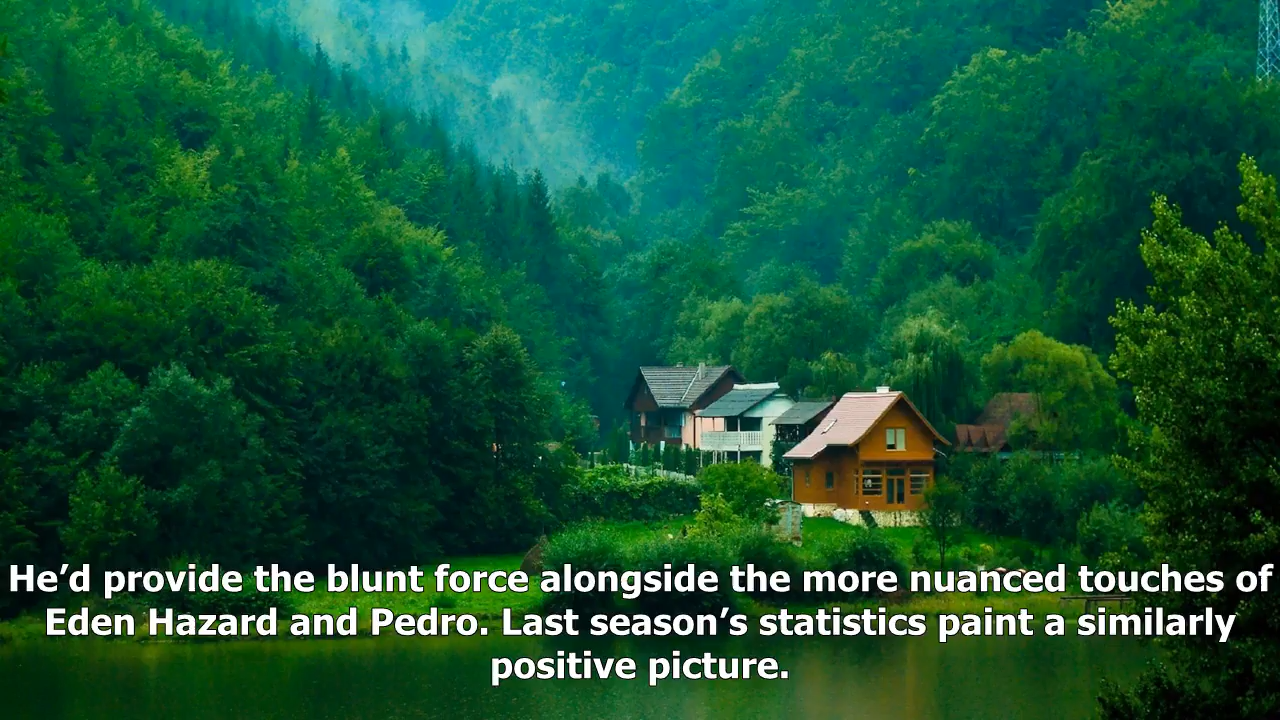 He’d provide the blunt force alongside the more nuanced touches of
Eden Hazard and Pedro. Last season’s statistics paint a similarly
positive picture.